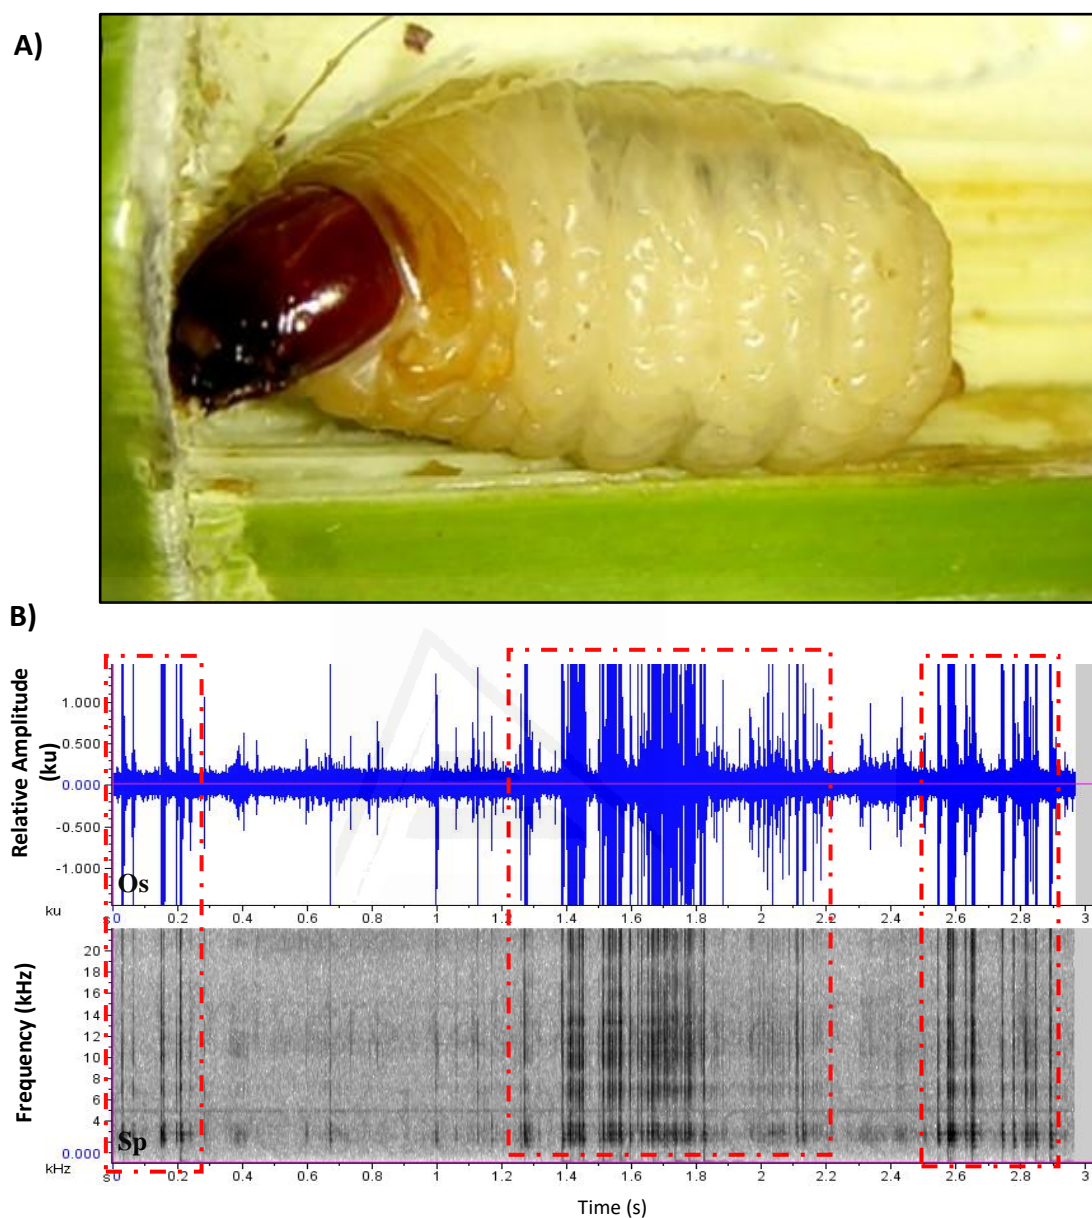 A)
B)
Relative Amplitude
(ku)
1.000
0.500
0.000
-0.500
-1.000
Os
ku
s 0 0.2 0.4 0.6 0.8 1 1.2 1.4 1.6 1.8 2 2.2 2.4 2.6 2.8 3
Frequency (kHz)
20
18
16
14
12
10
8
6
4
0.000
Sp
kHz
s 0 0.2 0.4 0.6 0.8 1 1.2 1.4 1.6 1.8 2 2.2 2.4 2.6 2.8 3
Time (s)